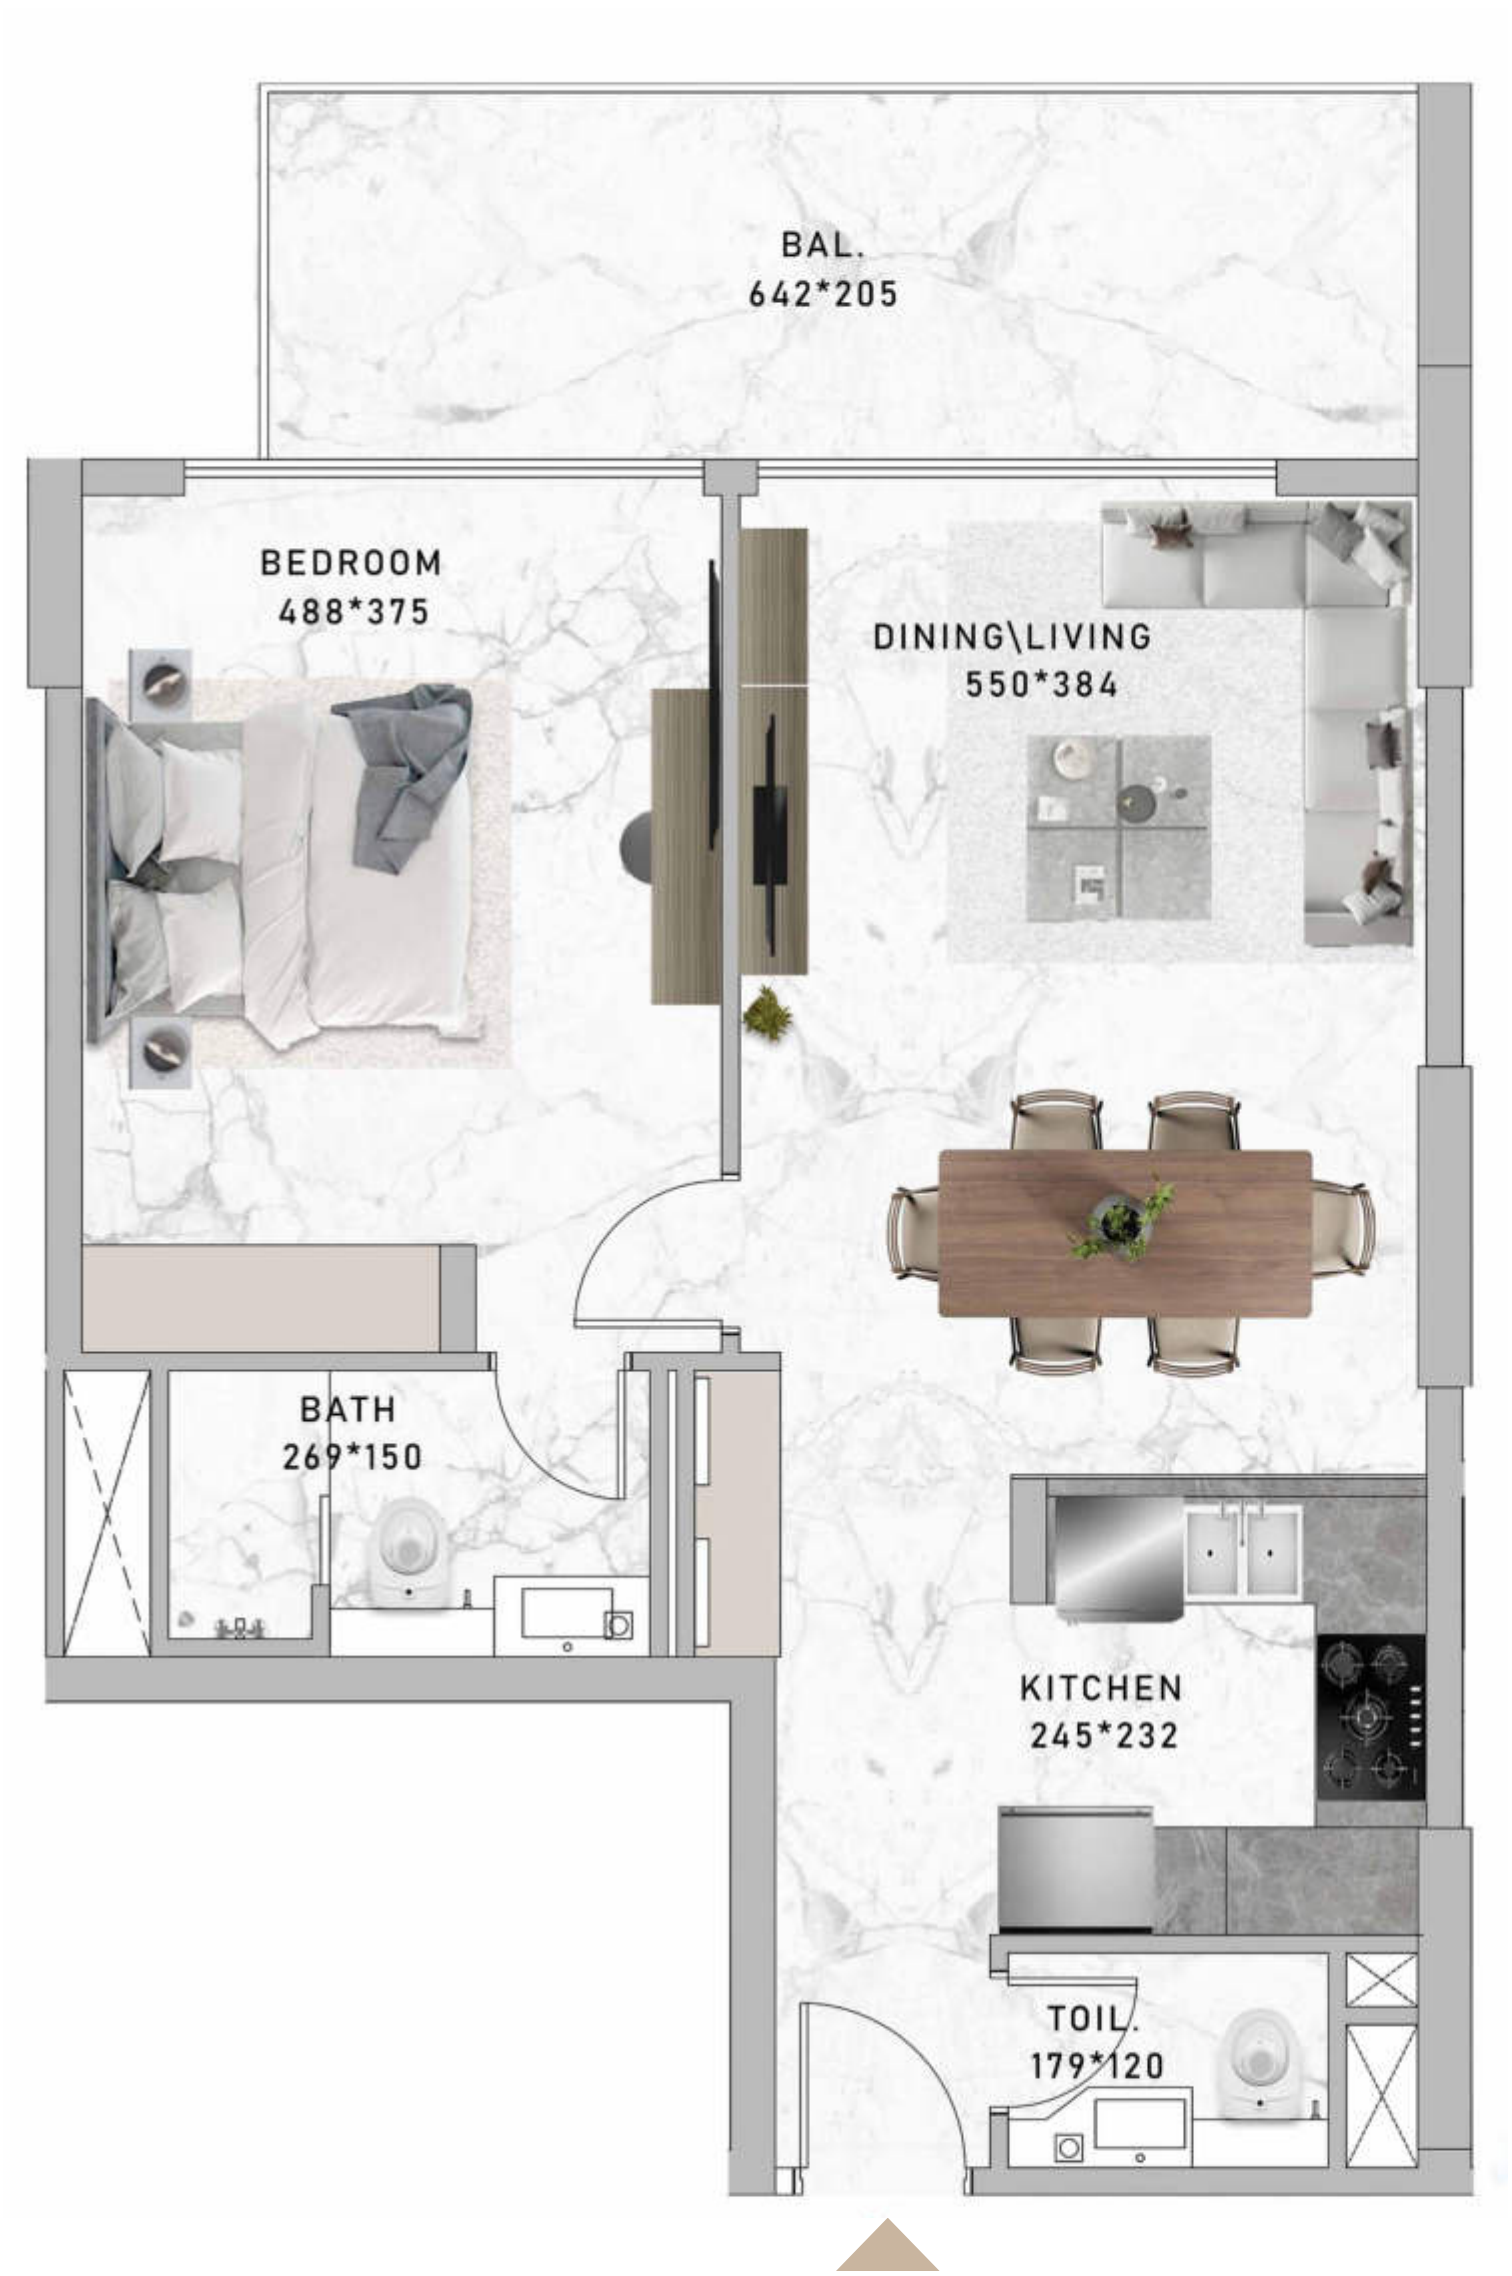 BAL.
642*205
BEDROOM
488*375
DINING\LIVING
550*384
BATH
269*150
KITCHEN
245*232
TOIL.
179*120